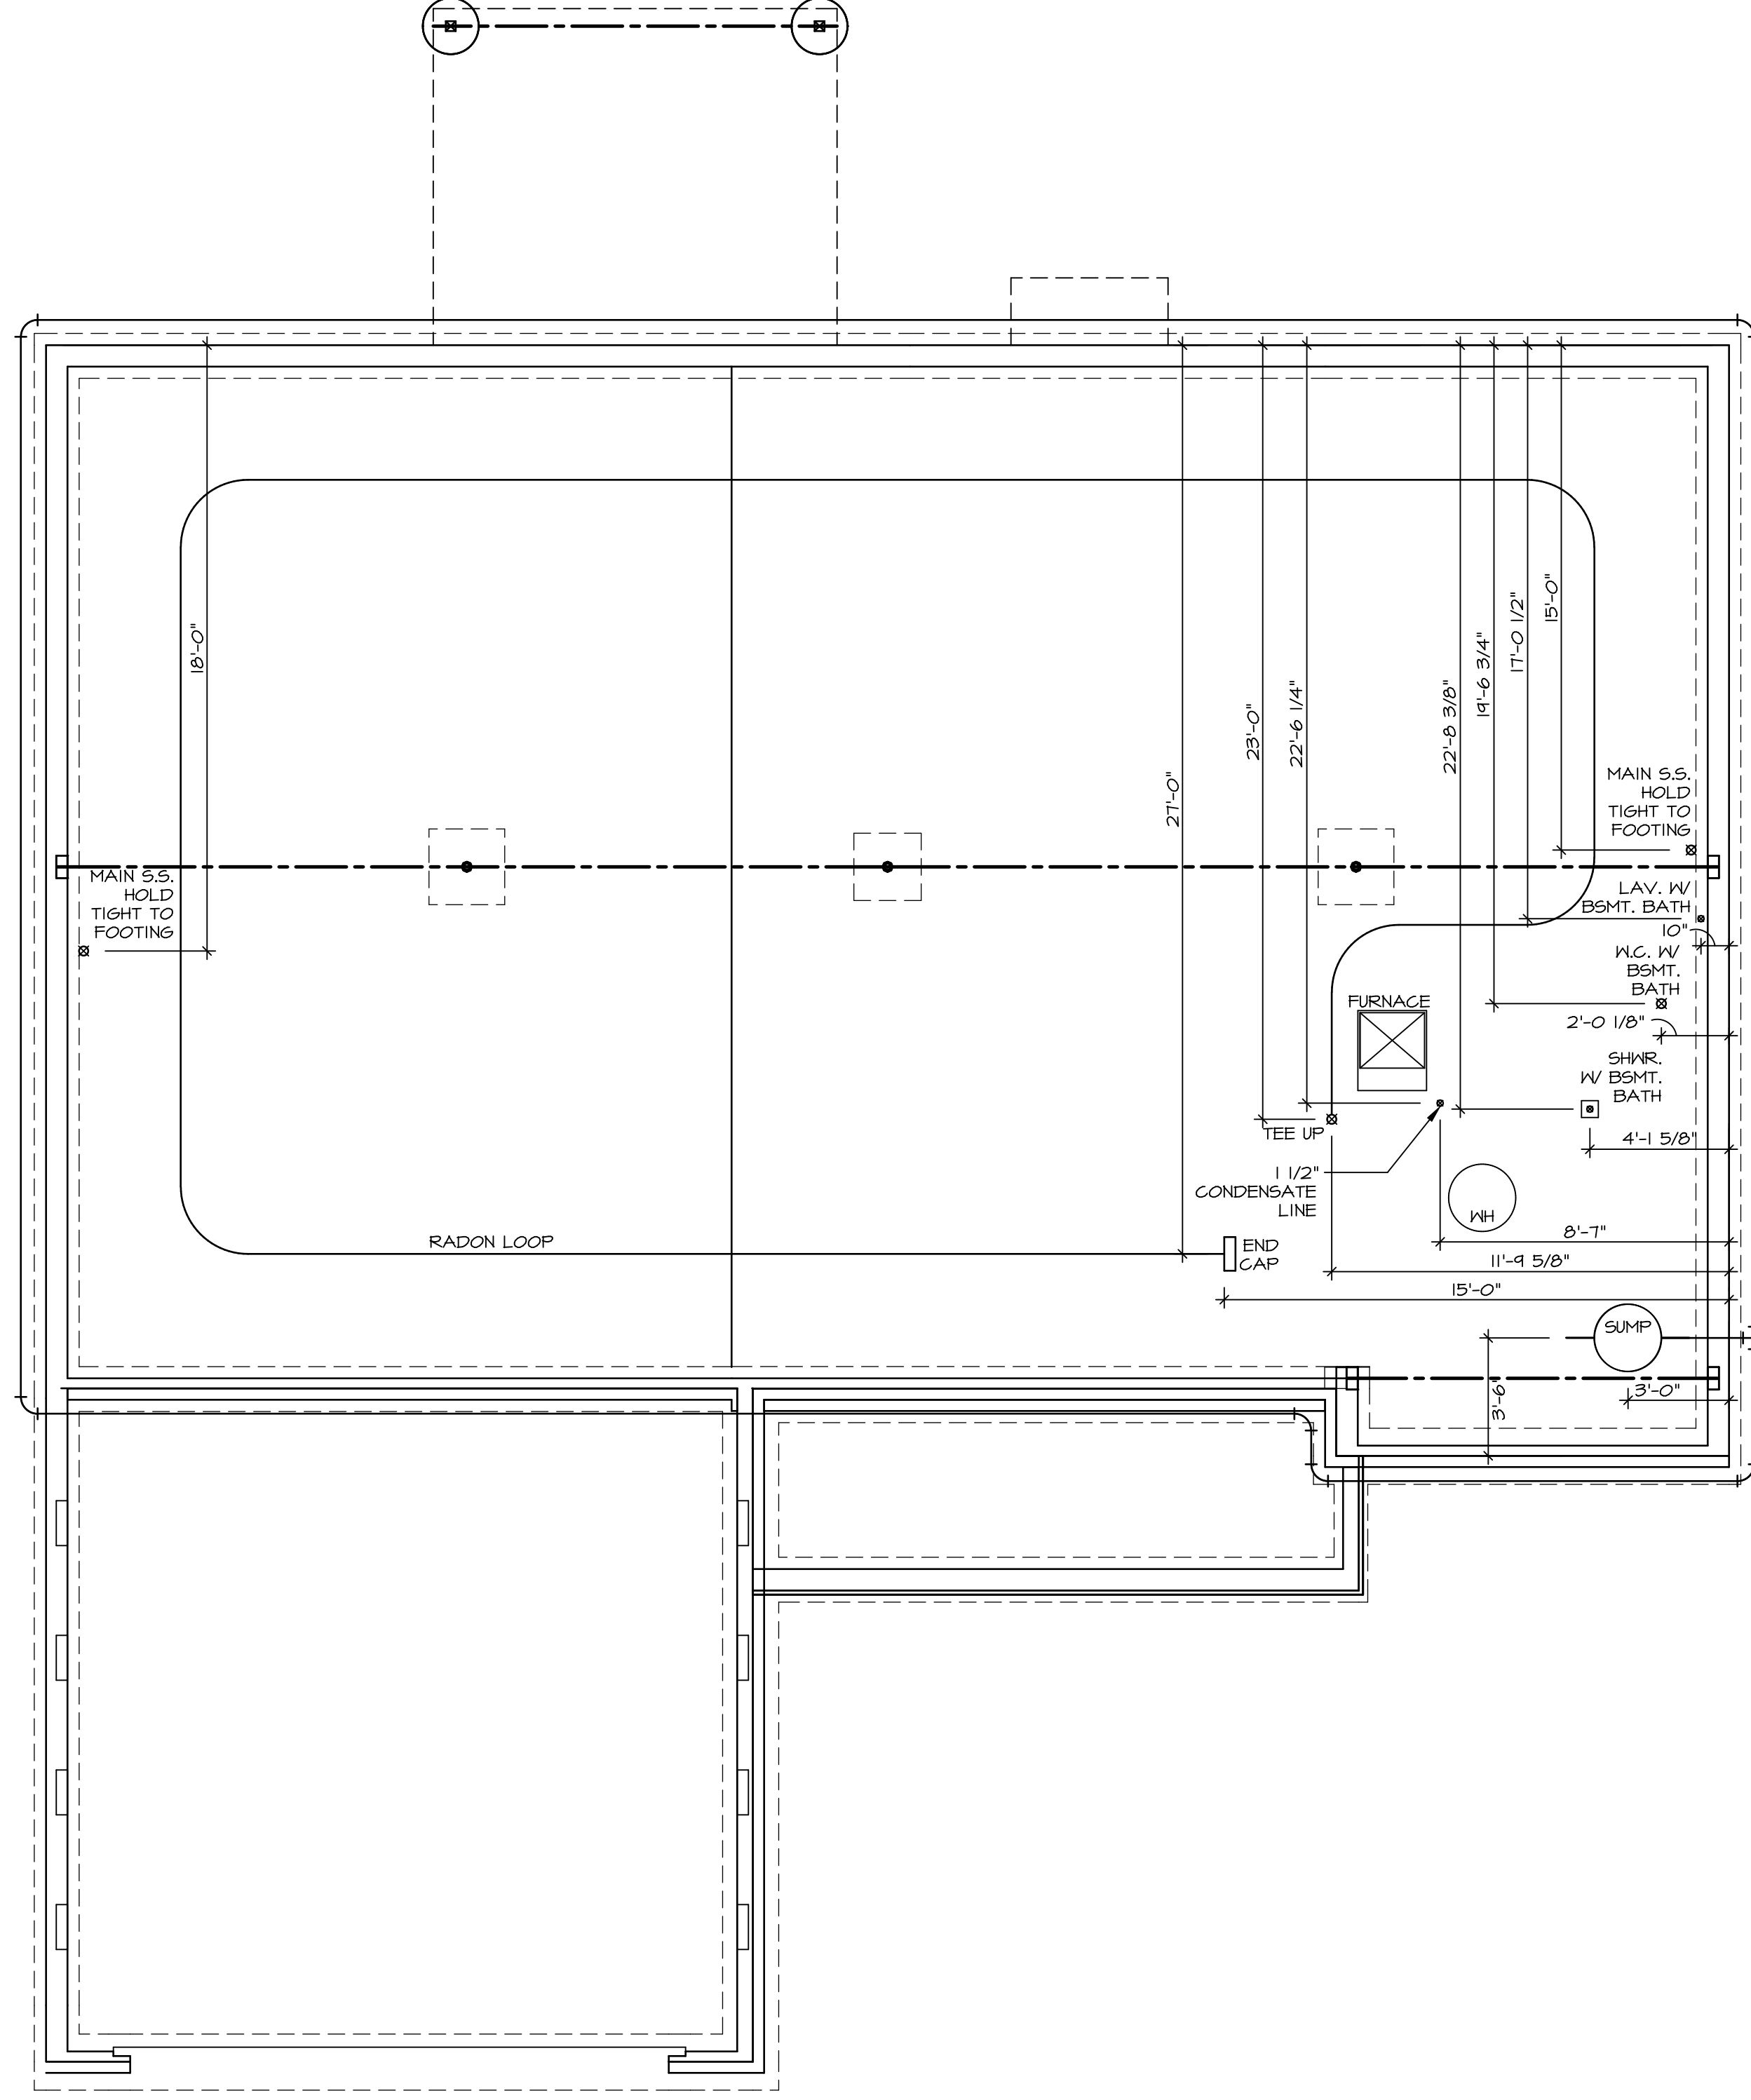 18'-0"
15'-0"
17'-0 1/2"
19'-6 3/4"
22'-8 3/8"
22'-6 1/4"
23'-0"
27'-0"
MAIN S.S.
HOLD
TIGHT TO
FOOTING
MAIN S.S.
HOLD
TIGHT TO
FOOTING
LAV. W/
BSMT. BATH
10"
W.C. W/
BSMT.
BATH
FURNACE
2'-0 1/8"
SHWR.
W/ BSMT.
BATH
TEE UP
4'-1 5/8"
1 1/2"
CONDENSATE
LINE
WH
8'-7"
RADON LOOP
END
CAP
11'-9 5/8"
15'-0"
SUMP
3'-6"
3'-0"